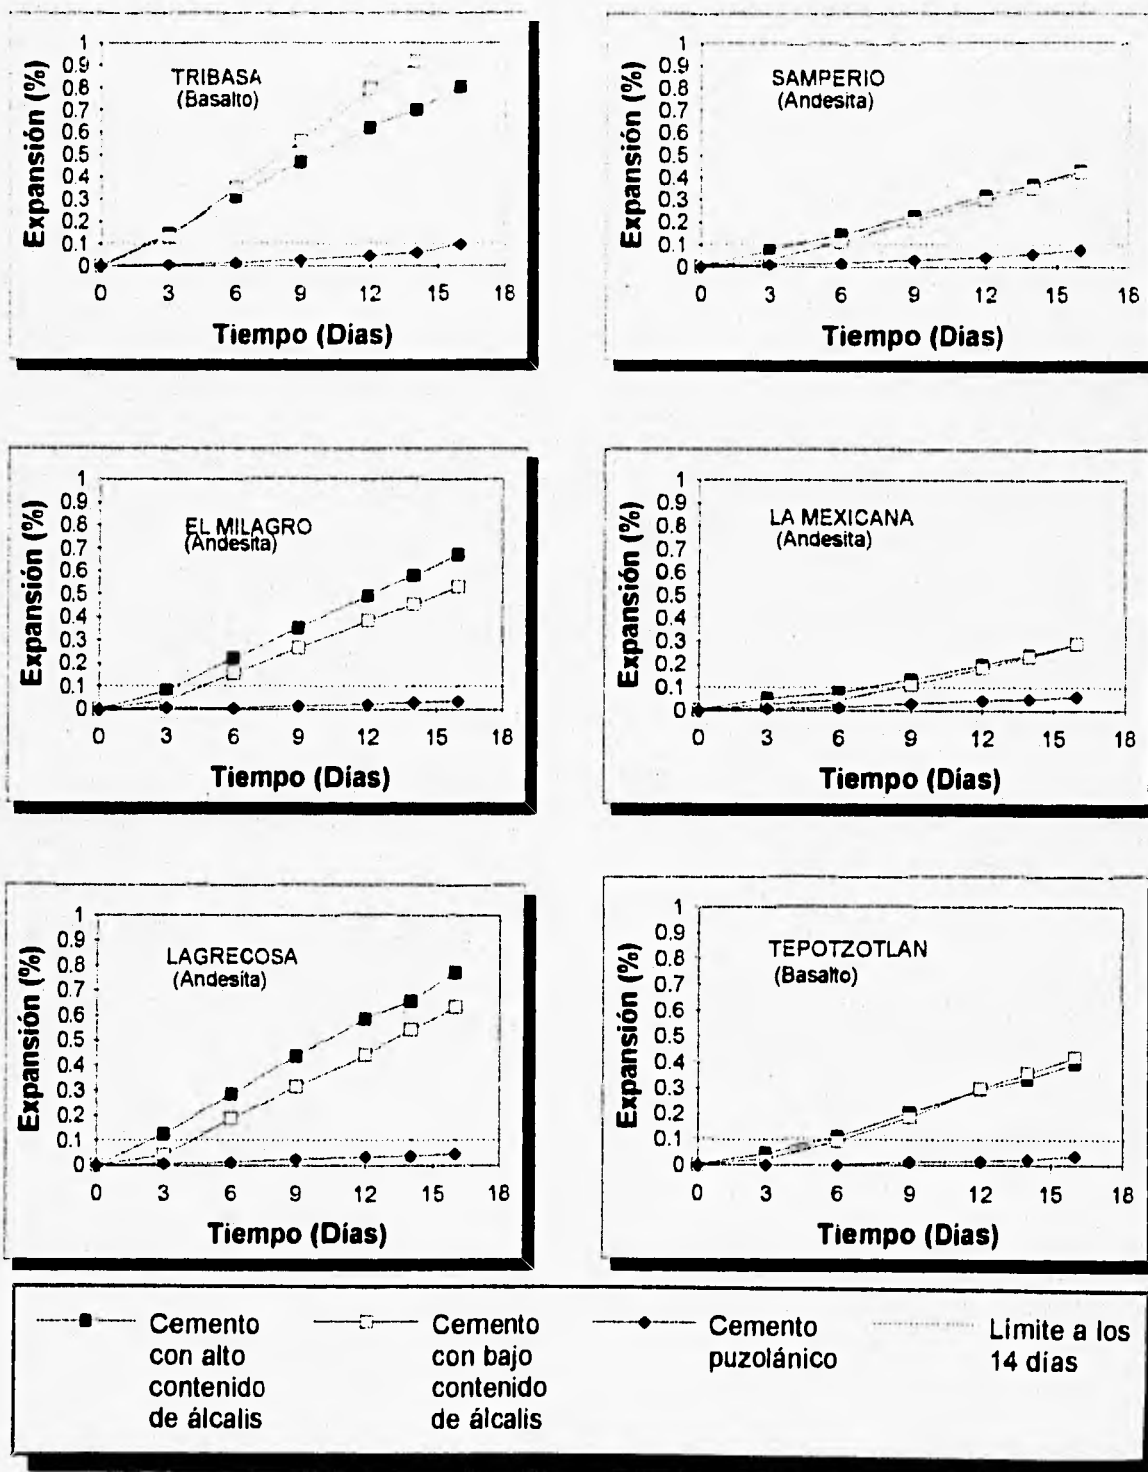 TRIBASA
(Basalto)
Expansión (%)
1
0.9
0.8
0.7
0.6
0.5
0.4
0.3
0.2
0.1
0
0 3 6 9 12 15 18
Tiempo (Días)
SAMPERIO
(Andesita)
Expansión (%)
1
0.9
0.8
0.7
0.6
0.5
0.4
0.3
0.2
0.1
0
0 3 6 9 12 15 18
Tiempo (Días)
EL MILAGRO
(Andesita)
Expansión (%)
1
0.9
0.8
0.7
0.6
0.5
0.4
0.3
0.2
0.1
0
0 3 6 9 12 15 18
Tiempo (Días)
LA MEXICANA
(Andesita)
Expansión (%)
1
0.9
0.8
0.7
0.6
0.5
0.4
0.3
0.2
0.1
0
0 3 6 9 12 15 18
Tiempo (Días)
LAGRECOSA
(Andesita)
Expansión (%)
1
0.9
0.8
0.7
0.6
0.5
0.4
0.3
0.2
0.1
0
0 3 6 9 12 15 18
Tiempo (Días)
TEPOTZOTLAN
(Basalto)
Expansión (%)
1
0.9
0.8
0.7
0.6
0.5
0.4
0.3
0.2
0.1
0
0 3 6 9 12 15 18
Tiempo (Días)
Cemento
con alto
contenido
de álcalis
Cemento
con bajo
contenido
de álcalis
Cemento
puzolánico
Límite a los
14 días